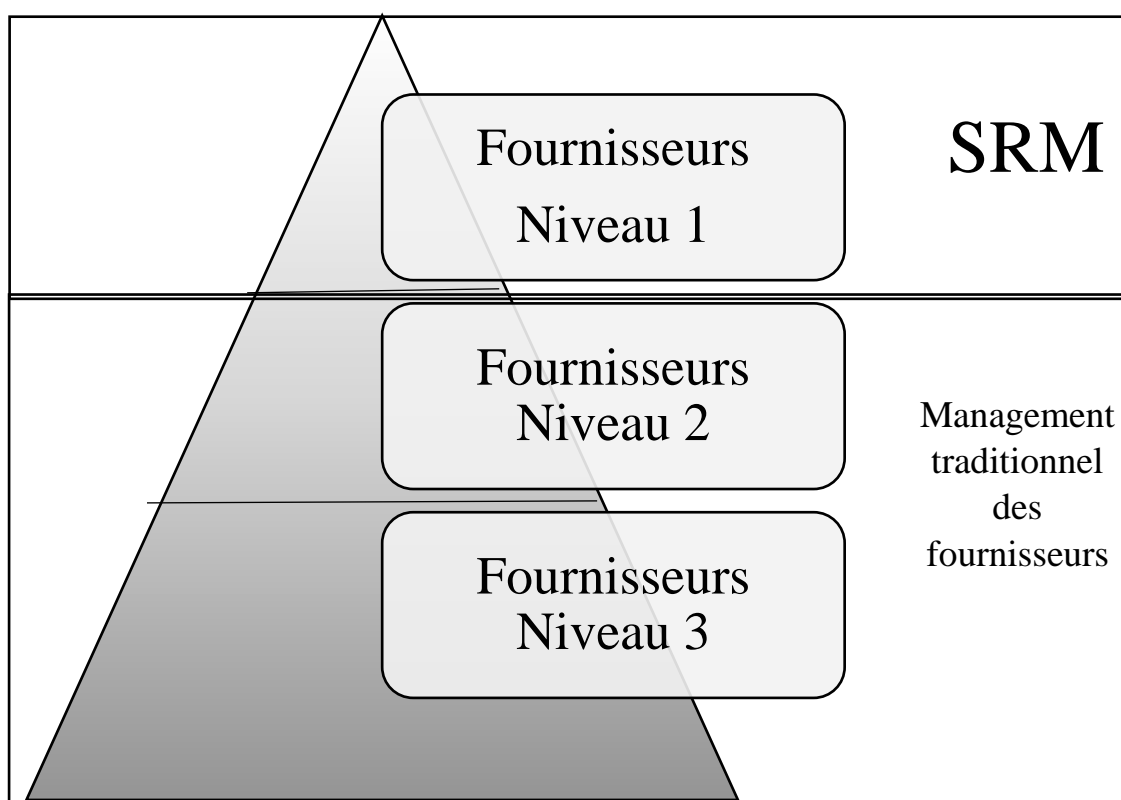 Fournisseurs
Niveau 1
SRM
Fournisseurs
Niveau 2
Management
traditionnel
des
fournisseurs
Fournisseurs
Niveau 3